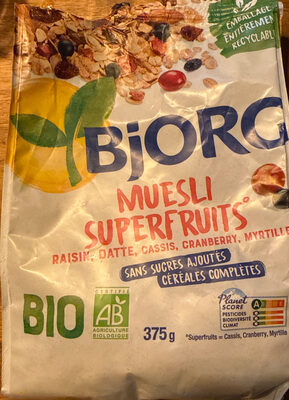 EMBALLAGE
ENTIÈREMENT
RECYCLABLE
BJORG
MUESLI
SUPERFRUITS*
RAISIN, DATTE, CASSIS, CRANBERRY, MYRTILLE
SANS SUCRES AJOUTÉS
CÉRÉALES COMPLÈTES
BIO
CERTIFIÉ
AB
AGRICULTURE
BIOLOGIQUE
375g
Planet
SCORE
PESTICIDES
BIODIVERSITÉ
CLIMAT
A
*Superfruits = Cassis, Cranberry, Myrtille